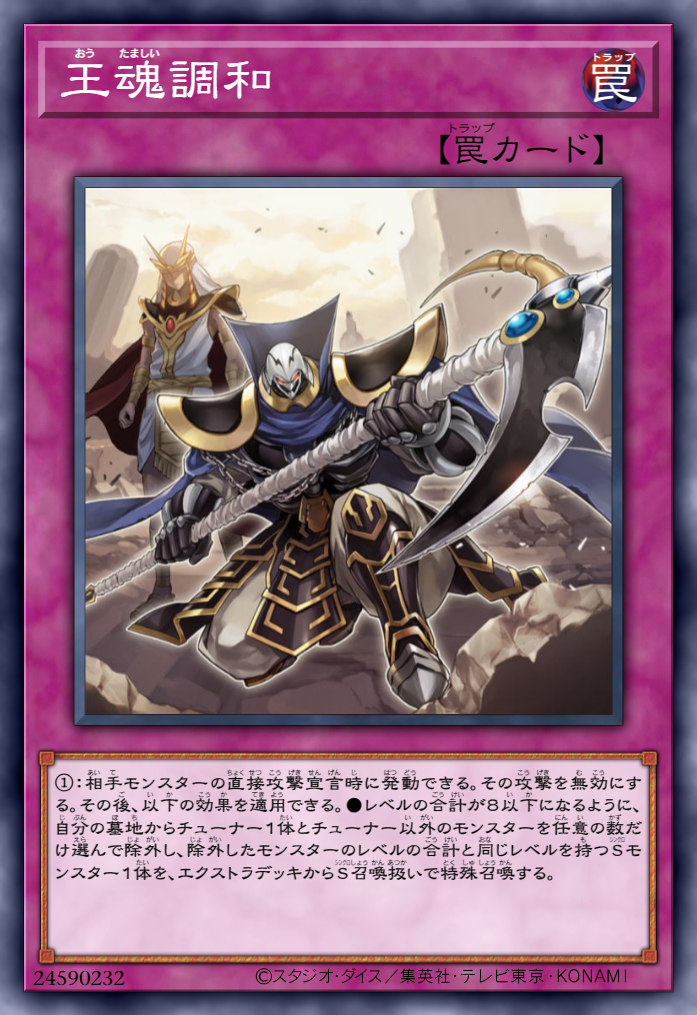 王魂調和
罠
【罠カード】
①:相手モンスターの直接攻撃宣言時に発動できる。その攻撃を無効にす
る。その後、以下の効果を適用できる。●レベルの合計が8以下になるように、
自分の墓地からチューナー1体とチューナー以外のモンスターを任意の数だ
け選んで除外し、除外したモンスターのレベルの合計と同じレベルを持つSモ
ンスター1体を、エクストラデッキからS召喚扱いで特殊召喚する。
24590232 ©スタジオ・ダイス/集英社・テレビ東京・KONAMI